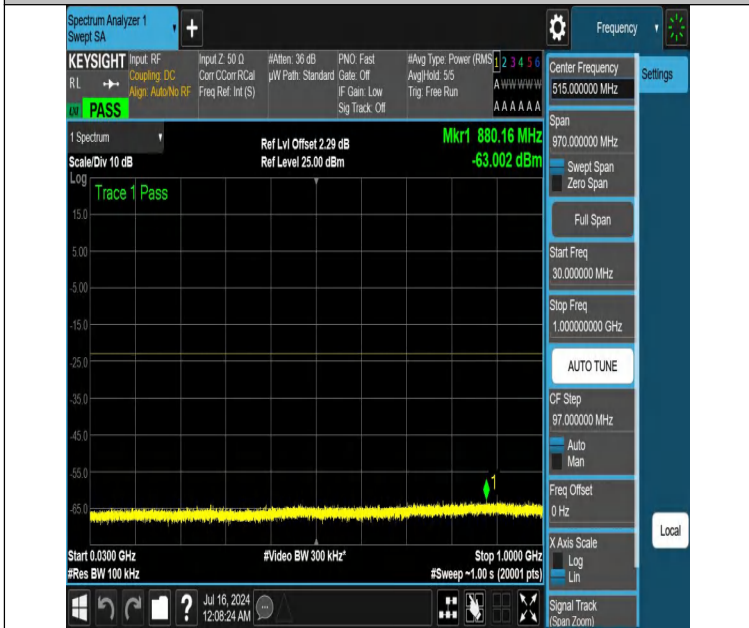 Spectrum Analyzer 1
Swept SA
Frequency
KEYSIGHT
RL
PASS
Input: RF
Coupling: DC
Align: Auto/No RF
Input Z: 50 Ω
Corr CCorr RCal
Freq Ref: Int (S)
#Atten: 36 dB
µW Path: Standard
PNO: Fast
Gate: Off
IF Gain: Low
Sig Track: Off
#Avg Type: Power (RMS
Avg|Hold: 5/5
Trig: Free Run
1 2 3 4 5 6
A W W W W W
A A A A A A
1 Spectrum
Scale/Div 10 dB
Ref Lvl Offset 2.29 dB
Ref Level 25.00 dBm
Mkr1 880.16 MHz
-63.002 dBm
Log
Trace 1 Pass
15.0
5.00
-5.00
-15.0
-25.0
-35.0
-45.0
-55.0
-65.0
1
Start 0.0300 GHz
#Res BW 100 kHz
#Video BW 300 kHz*
Stop 1.0000 GHz
#Sweep ~1.00 s (20001 pts)
Center Frequency
515.000000 MHz
Settings
Span
970.000000 MHz
Swept Span
Zero Span
Full Span
Start Freq
30.000000 MHz
Stop Freq
1.000000000 GHz
AUTO TUNE
CF Step
97.000000 MHz
Auto
Man
Freq Offset
0 Hz
X Axis Scale
Log
Lin
Local
Signal Track
(Span Zoom)
?
Jul 16, 2024
12:08:24 AM